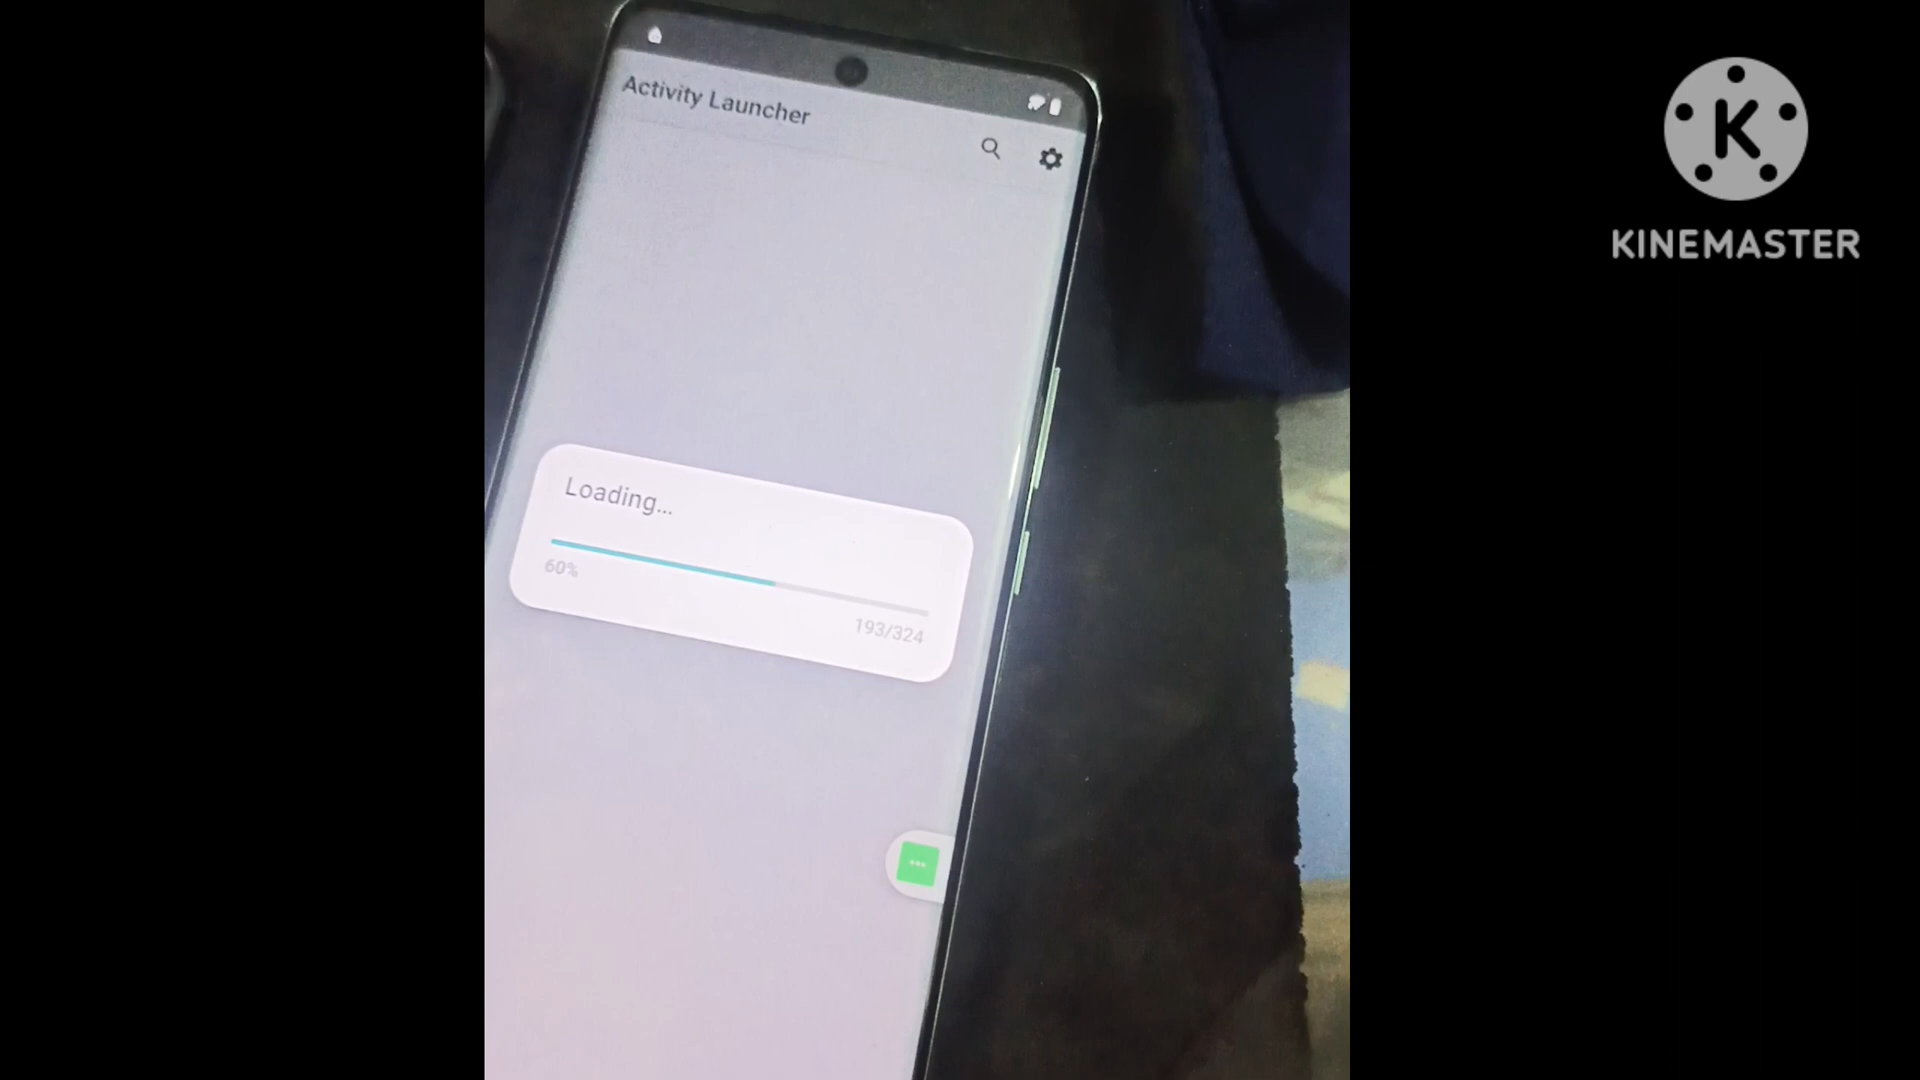 Activity Launcher
Loading...
60%
193/324
K
KINEMASTER